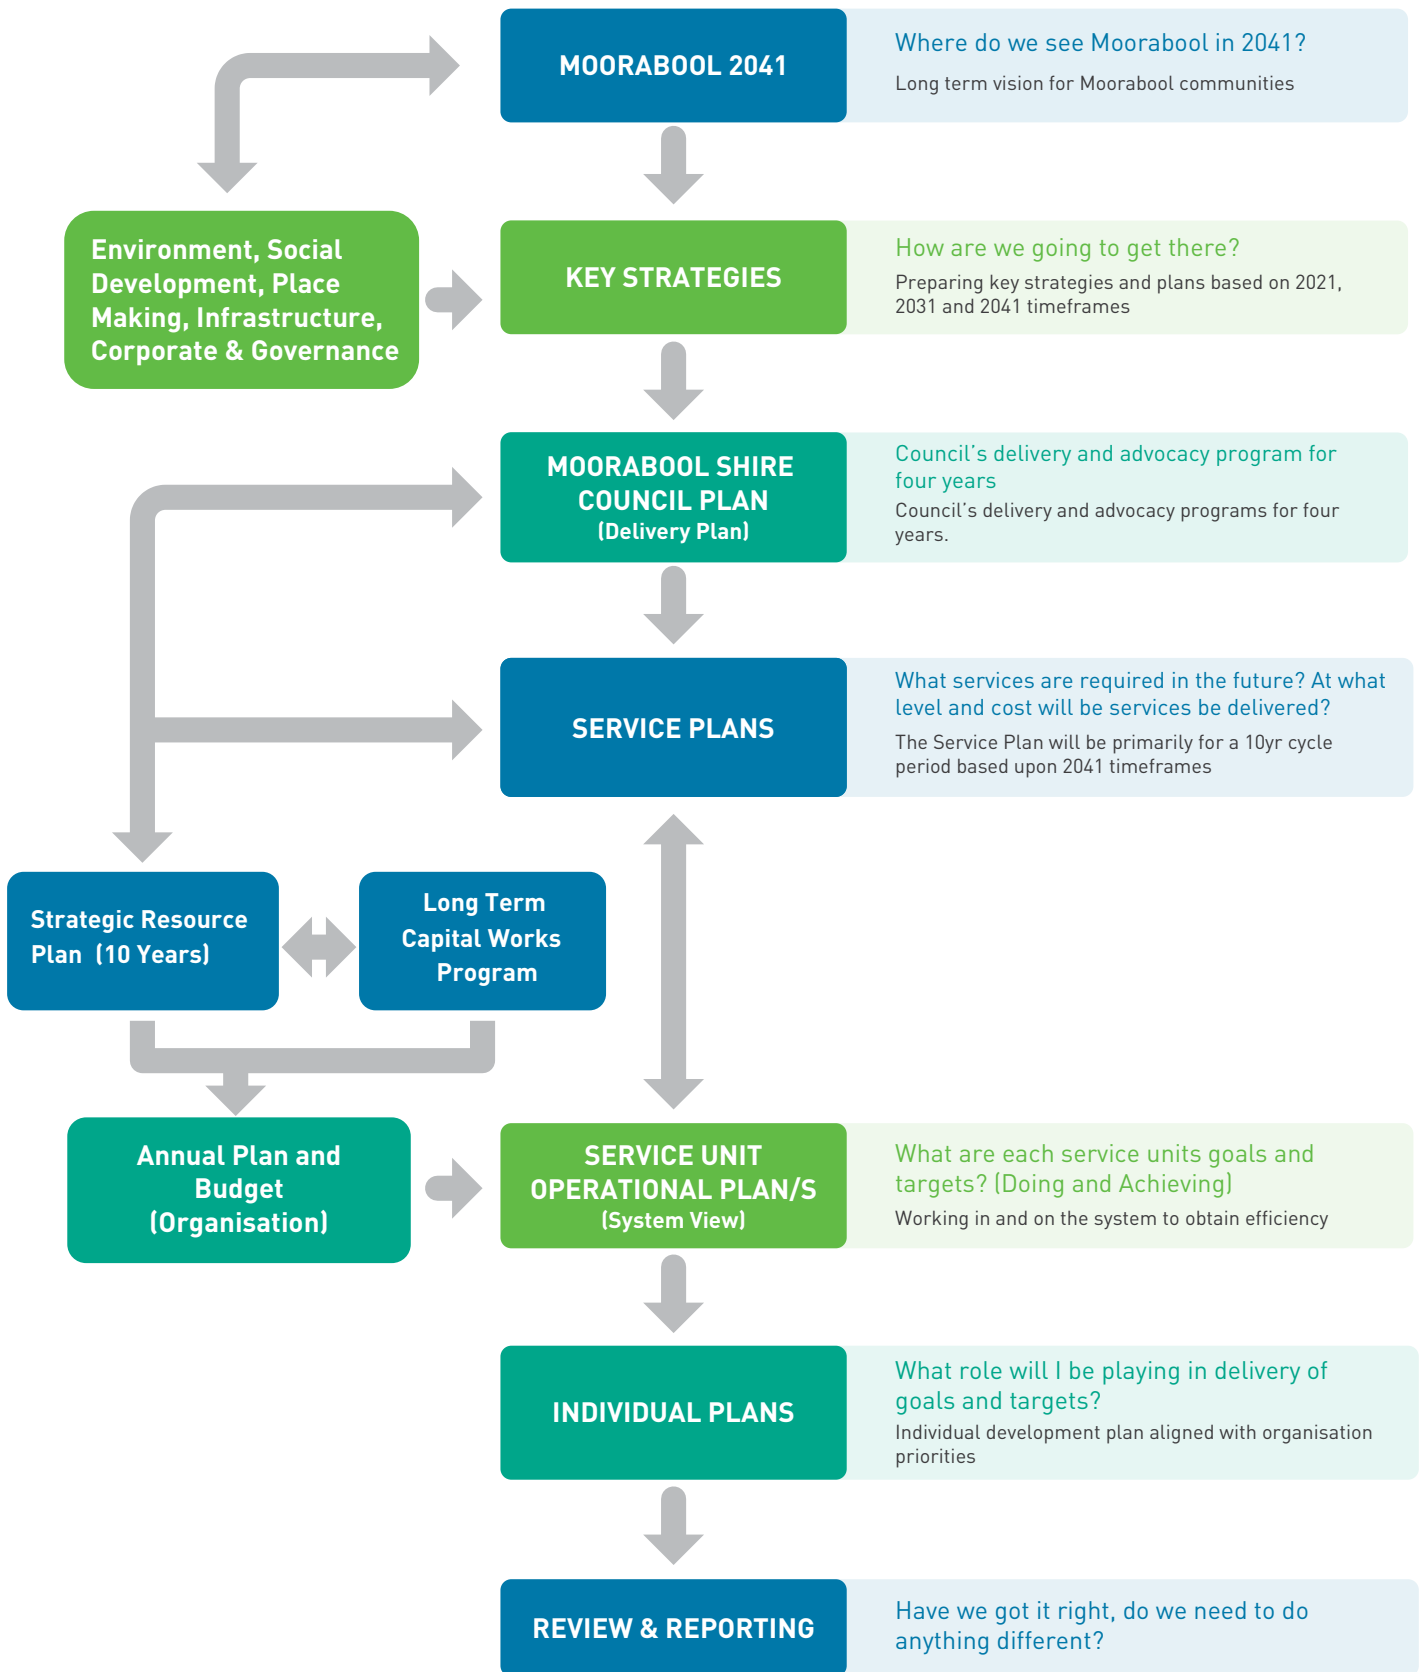 MOORABOOL 2041
Where do we see Moorabool in 2041?
Long term vision for Moorabool communities
Environment, Social
Development, Place
Making, Infrastructure,
Corporate & Governance
KEY STRATEGIES
How are we going to get there?
Preparing key strategies and plans based on 2021,
2031 and 2041 timeframes
MOORABOOL SHIRE
COUNCIL PLAN
(Delivery Plan)
Council's delivery and advocacy program for
four years
Council's delivery and advocacy programs for four
years.
SERVICE PLANS
What services are required in the future? At what
level and cost will be services be delivered?
The Service Plan will be primarily for a 10yr cycle
period based upon 2041 timeframes
Strategic Resource
Plan (10 Years)
Long Term
Capital Works
Program
Annual Plan and
Budget
(Organisation)
SERVICE UNIT
OPERATIONAL PLAN/S
(System View)
What are each service units goals and
targets? (Doing and Achieving)
Working in and on the system to obtain efficiency
INDIVIDUAL PLANS
What role will I be playing in delivery of
goals and targets?
Individual development plan aligned with organisation
priorities
REVIEW & REPORTING
Have we got it right, do we need to do
anything different?